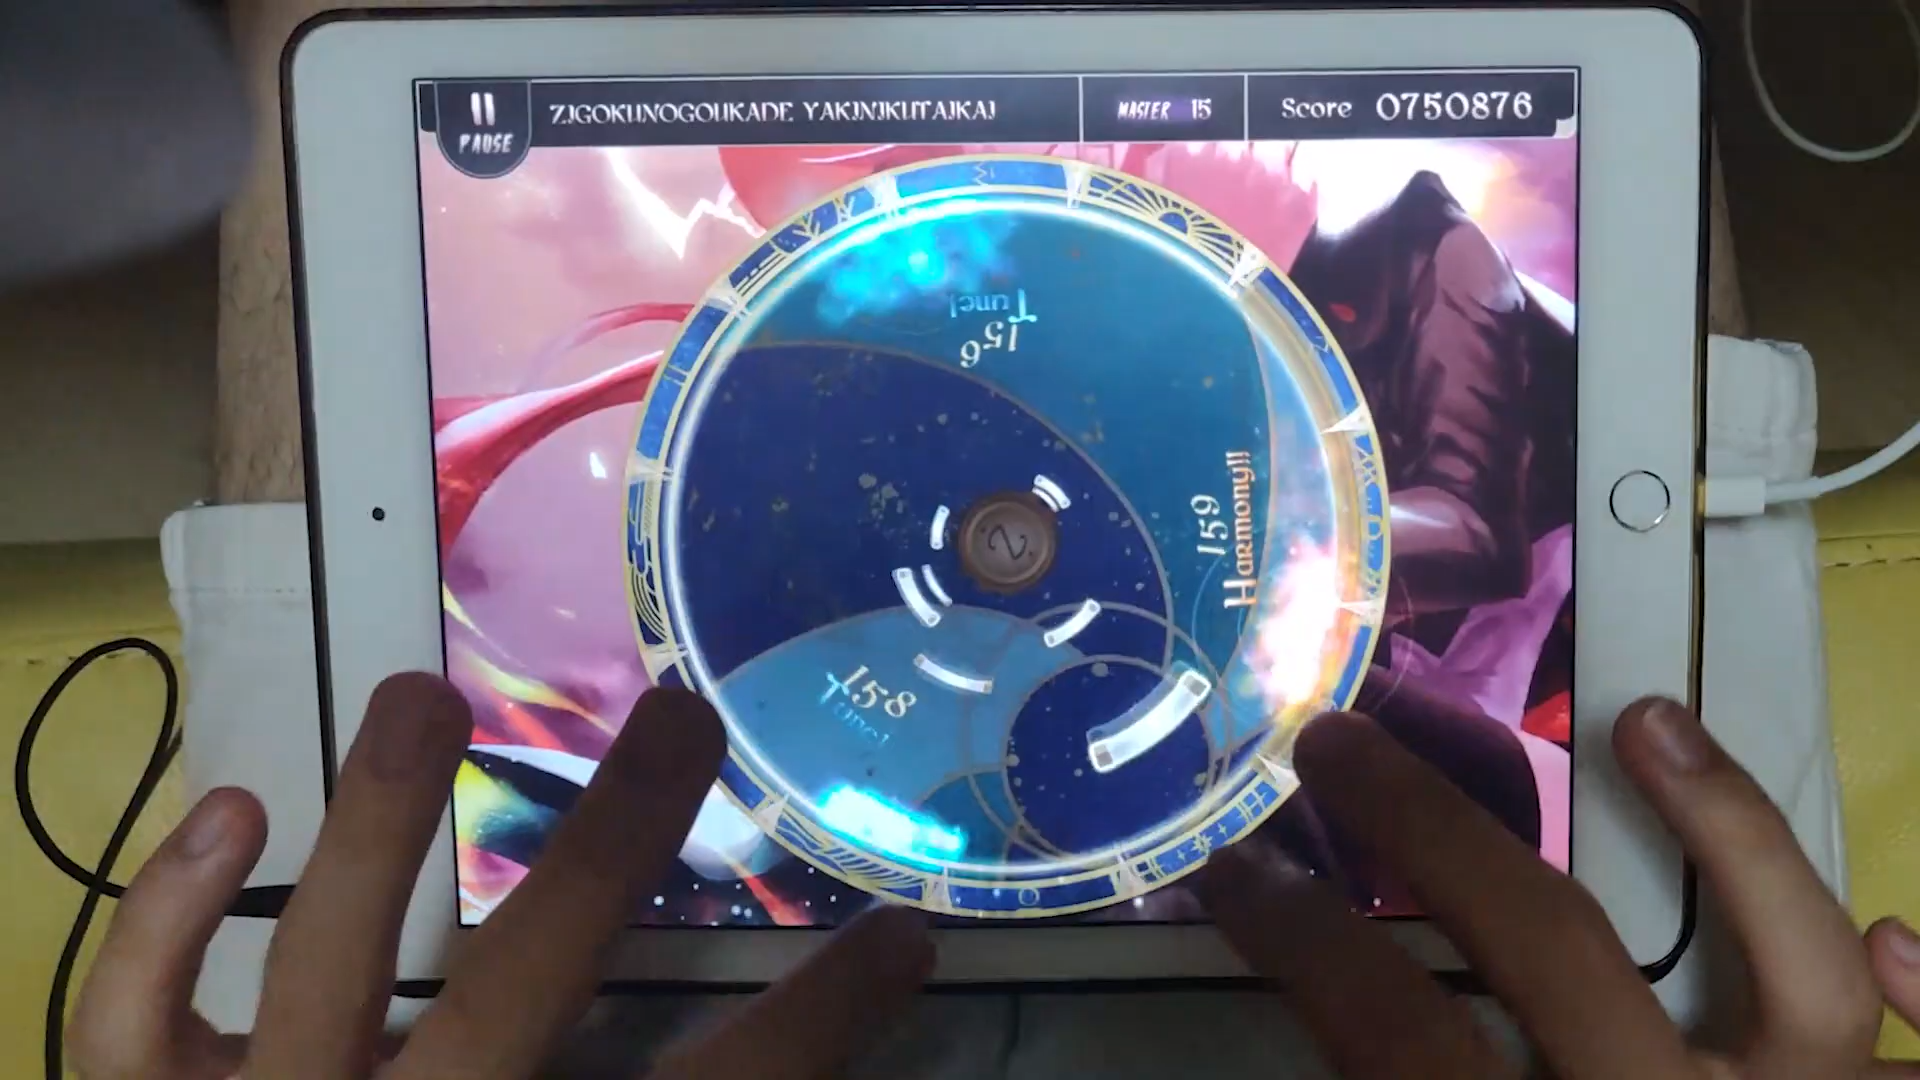 PAUSE
ZIGOKUNOGOUKADE YAKINIKUTAIKAI
MASTER 15
Score 0750876
Tune!
156
159
Harmony!!
158
Tune!